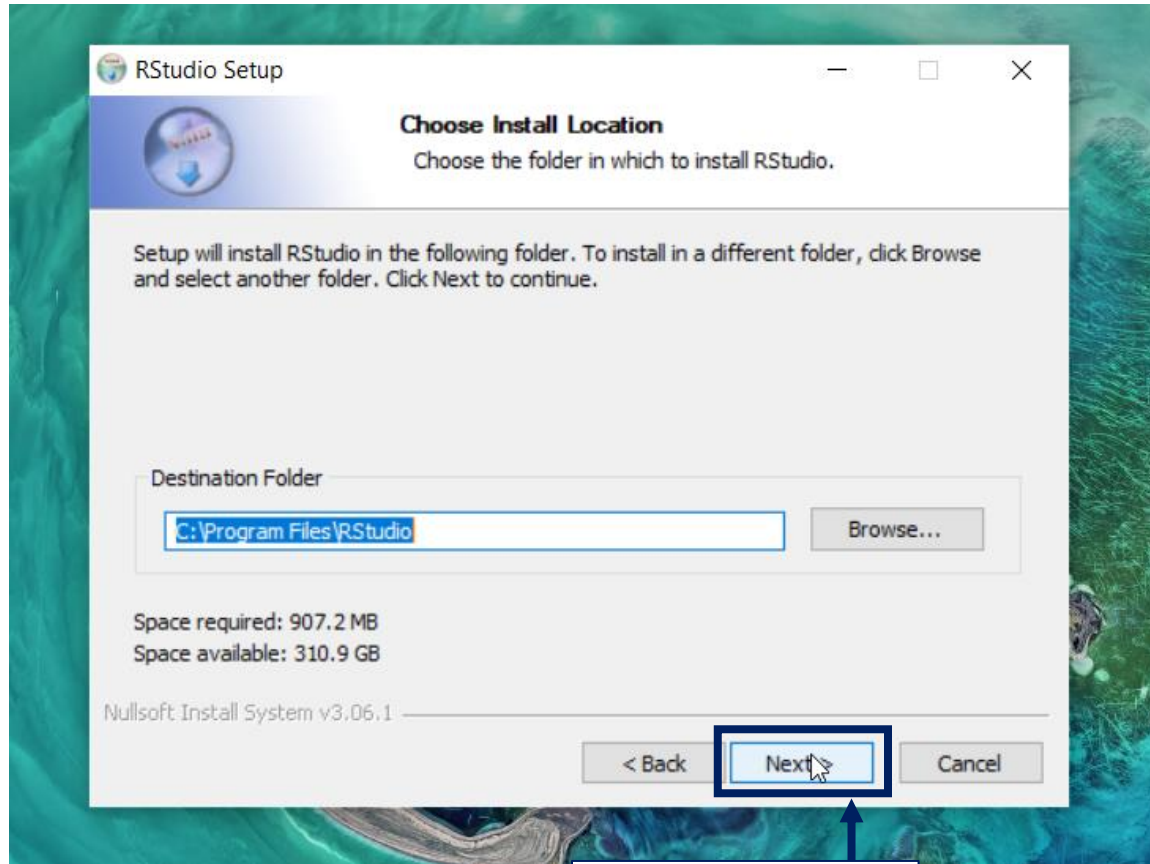 RStudio Setup
Choose Install Location
Choose the folder in which to install RStudio.
Setup will install RStudio in the following folder. To install in a different folder, click Browse
and select another folder. Click Next to continue.
Destination Folder
C:\Program Files\RStudio
Browse...
Space required: 907.2 MB
Space available: 310.9 GB
Nullsoft Install System v3.06.1
< Back
Next >
Cancel